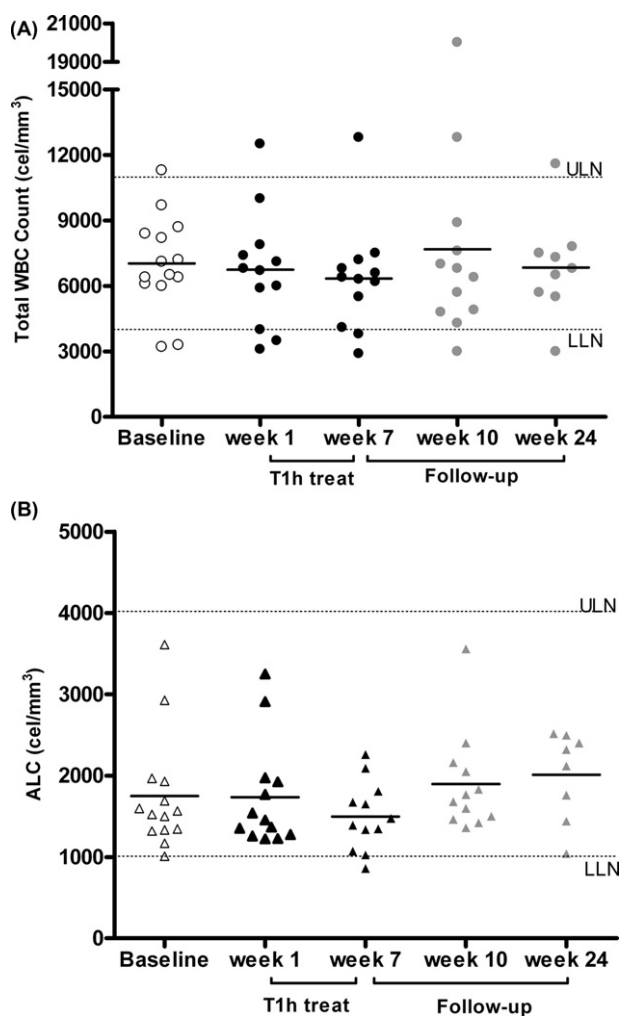 (A)
Total WBC Count (cel/mm³)
21000
19000
15000
12000
9000
6000
3000
0
ULN
LLN
Baseline week 1 week 7 week 10 week 24
T1h treat Follow-up
(B)
ALC (cel/mm³)
5000
4000
3000
2000
1000
0
ULN
LLN
Baseline week 1 week 7 week 10 week 24
T1h treat Follow-up